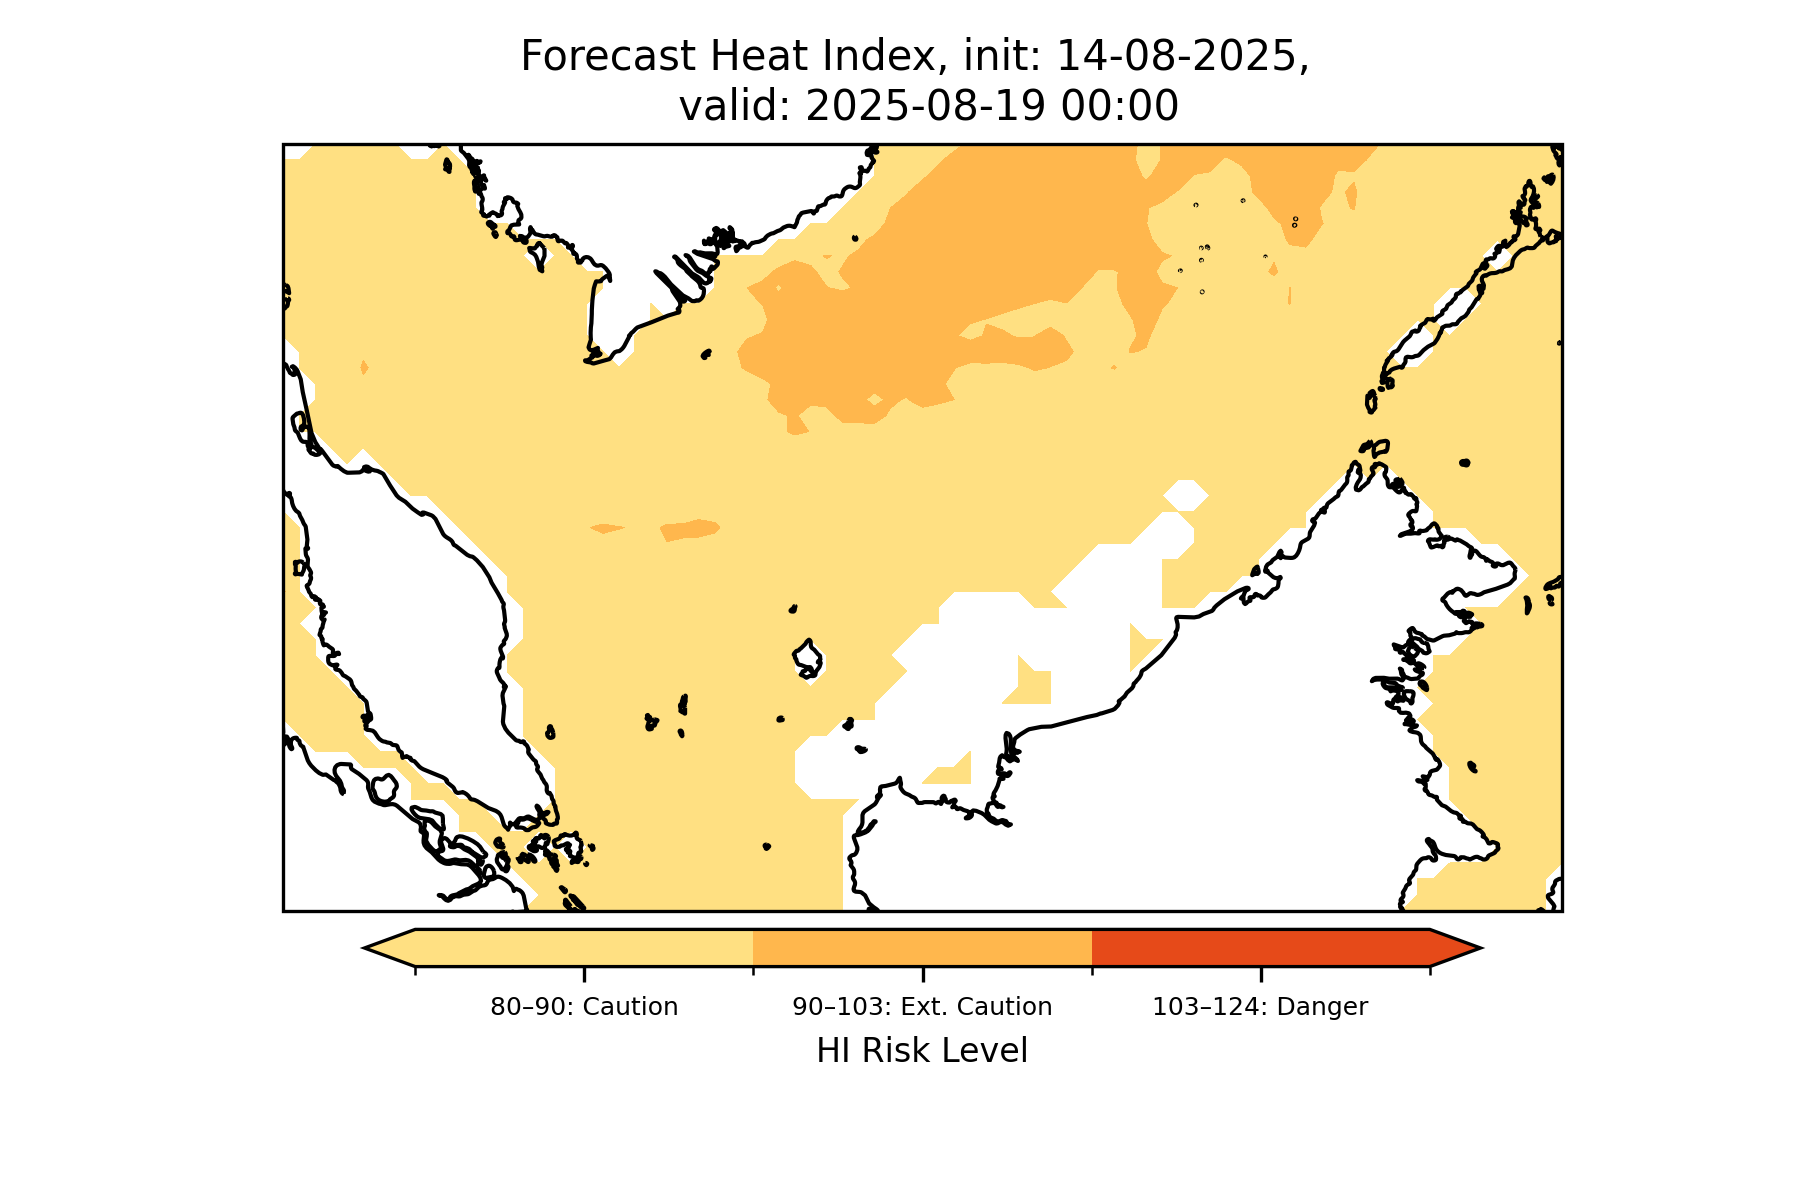 Forecast Heat Index, init: 14-08-2025,
valid: 2025-08-19 00:00
80–90: Caution
90–103: Ext. Caution
103–124: Danger
HI Risk Level